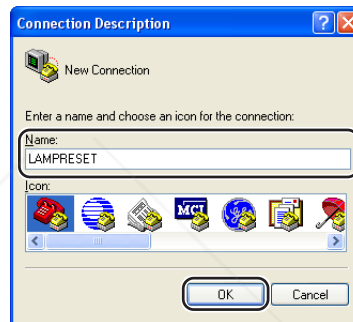 Connection Description
New Connection
Enter a name and choose an icon for the connection:
Name:
LAMPRESET
Icon:
MCI
OK Cancel